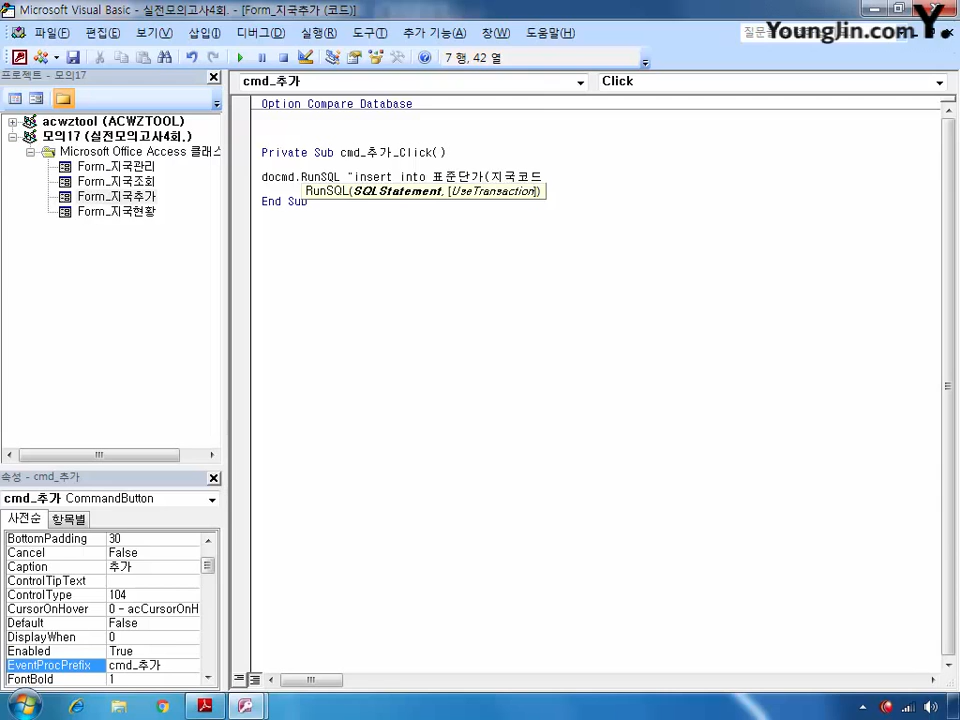 Microsoft Visual Basic - 실전모의고사4회 - [Form_지국추가 (코드)]
Younglin.com Y.
파일(F) 편집(E) 보기(V) 삽입(I) 디버그(D) 실행(R) 도구(T) 추가 기능(A) 창(W) 도움말(H)
7 행, 42 열
프로젝트 - 모의17
cmd_추가
Click
acwztool (ACWZTOOL)
모의17 (실전모의고사4회.)
Microsoft Office Access 클래스
Form_지국관리
Form_지국조회
Form_지국추가
Form_지국현황
Option Compare Database
Private Sub cmd_추가_Click()
docmd.RunSQL "insert into 표준단가(지국코드
RunSQL(SQLStatement, [UseTransaction])
End Sub
속성 - cmd_추가
cmd_추가 CommandButton
사전순 항목별
BottomPadding 30
Cancel False
Caption 추가
ControlTipText
ControlType 104
CursorOnHover 0 - acCursorOnH
Default False
DisplayWhen 0
Enabled True
EventProcPrefix cmd_추가
FontBold 1